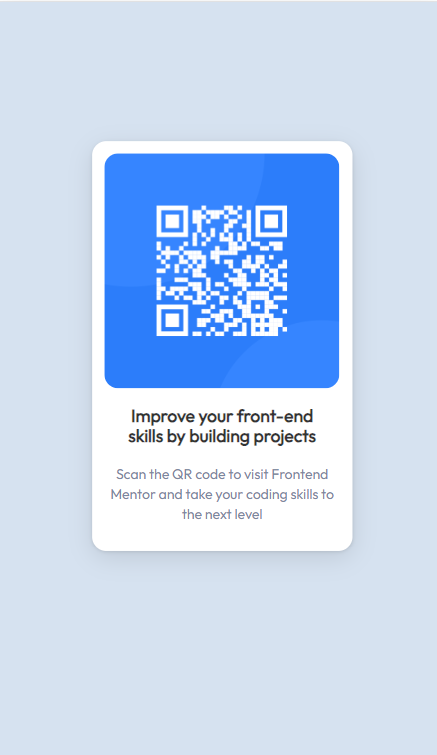 Improve your front-end
skills by building projects
Scan the QR code to visit Frontend
Mentor and take your coding skills to
the next level